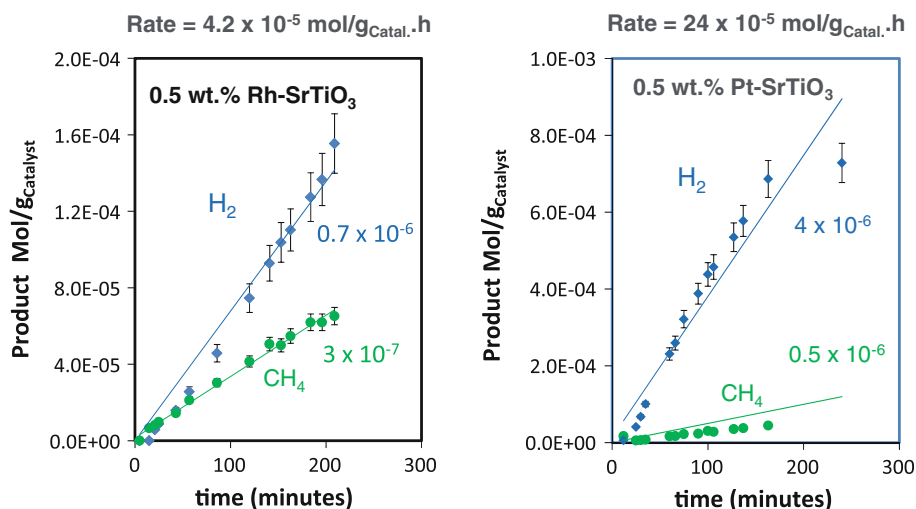 Rate = 4.2 x 10⁻⁵ mol/g_Catal..h
2.0E-04
1.6E-04
1.2E-04
8.0E-05
4.0E-05
0.0E+00
Product Mol/g_Catalyst
0.5 wt.% Rh-SrTiO₃
H₂
0.7 x 10⁻⁶
3 x 10⁻⁷
CH₄
0
100
200
300
time (minutes)
Rate = 24 x 10⁻⁵ mol/g_Catal..h
1.0E-03
8.0E-04
6.0E-04
4.0E-04
2.0E-04
0.0E+00
Product Mol/g_Catalyst
0.5 wt.% Pt-SrTiO₃
H₂
4 x 10⁻⁶
0.5 x 10⁻⁶
CH₄
0
100
200
300
time (minutes)